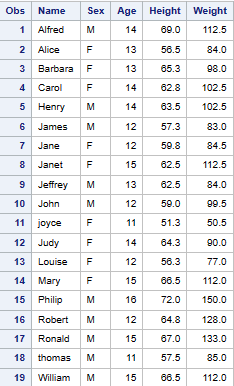 Obs Name Sex Age Height Weight
1 Alfred M 14 69.0 112.5
2 Alice F 13 56.5 84.0
3 Barbara F 13 65.3 98.0
4 Carol F 14 62.8 102.5
5 Henry M 14 63.5 102.5
6 James M 12 57.3 83.0
7 Jane F 12 59.8 84.5
8 Janet F 15 62.5 112.5
9 Jeffrey M 13 62.5 84.0
10 John M 12 59.0 99.5
11 joyce F 11 51.3 50.5
12 Judy F 14 64.3 90.0
13 Louise F 12 56.3 77.0
14 Mary F 15 66.5 112.0
15 Philip M 16 72.0 150.0
16 Robert M 12 64.8 128.0
17 Ronald M 15 67.0 133.0
18 thomas M 11 57.5 85.0
19 William M 15 66.5 112.0